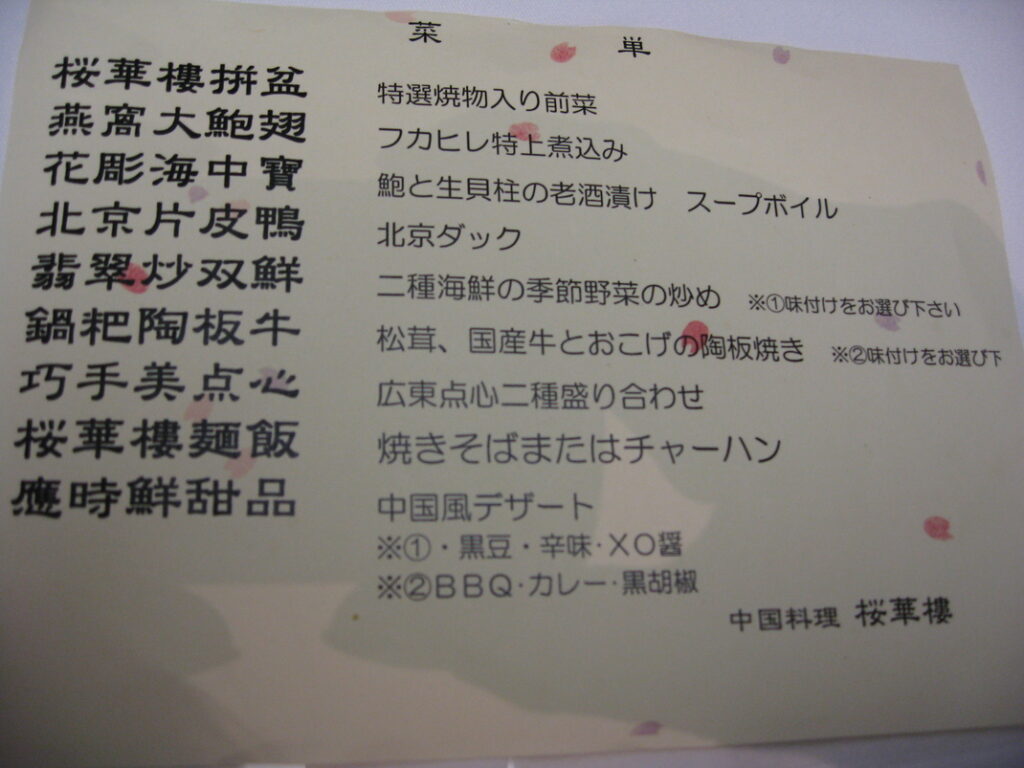 菜 単
桜華樓拼盆 特選焼物入り前菜
燕窩大鮑翅 フカヒレ特上煮込み
花彫海中寶 鮑と生貝柱の老酒漬け スープボイル
北京片皮鴨 北京ダック
翡翠炒双鮮 二種海鮮の季節野菜の炒め ※①味付けをお選び下さい
鍋耙陶板牛 松茸、国産牛とおこげの陶板焼き ※②味付けをお選び下
巧手美点心 広東点心二種盛り合わせ
桜華樓麺飯 焼きそばまたはチャーハン
應時鮮甜品 中国風デザート
※①・黒豆・辛味・XO醤
※②BBQ・カレー・黒胡椒
中国料理 桜華樓